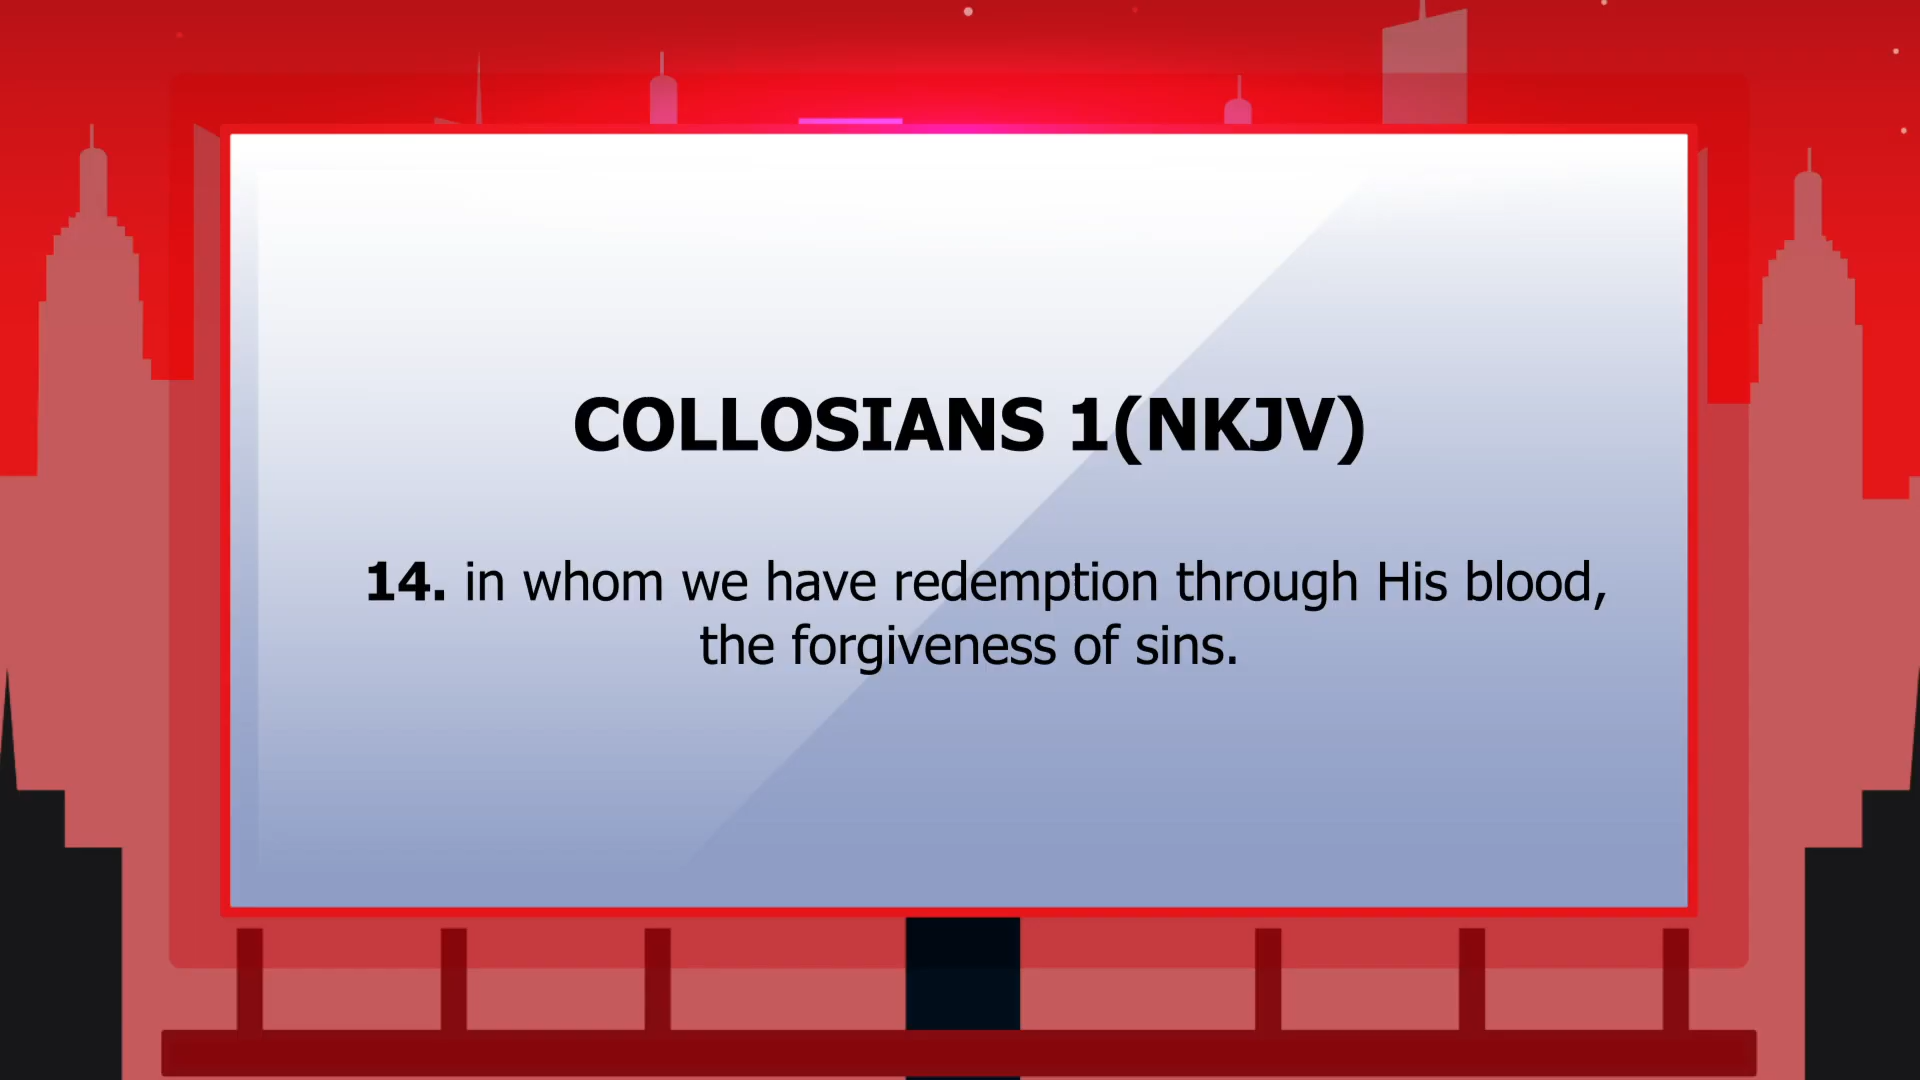 COLLOSIANS 1(NKJV)
14. in whom we have redemption through His blood,
the forgiveness of sins.